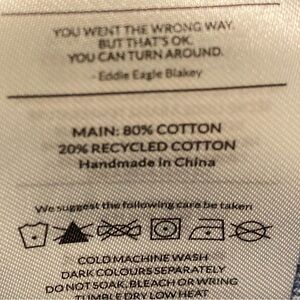 YOU WENT THE WRONG WAY.
BUT THAT'S OK.
YOU CAN TURN AROUND.
- Eddie Eagle Blakey
MAIN: 80% COTTON
20% RECYCLED COTTON
Handmade in China
We suggest the following care be taken:
COLD MACHINE WASH
DARK COLOURS SEPARATELY
DO NOT SOAK, BLEACH OR WRING
TUMBLE DRY LOW HEAT